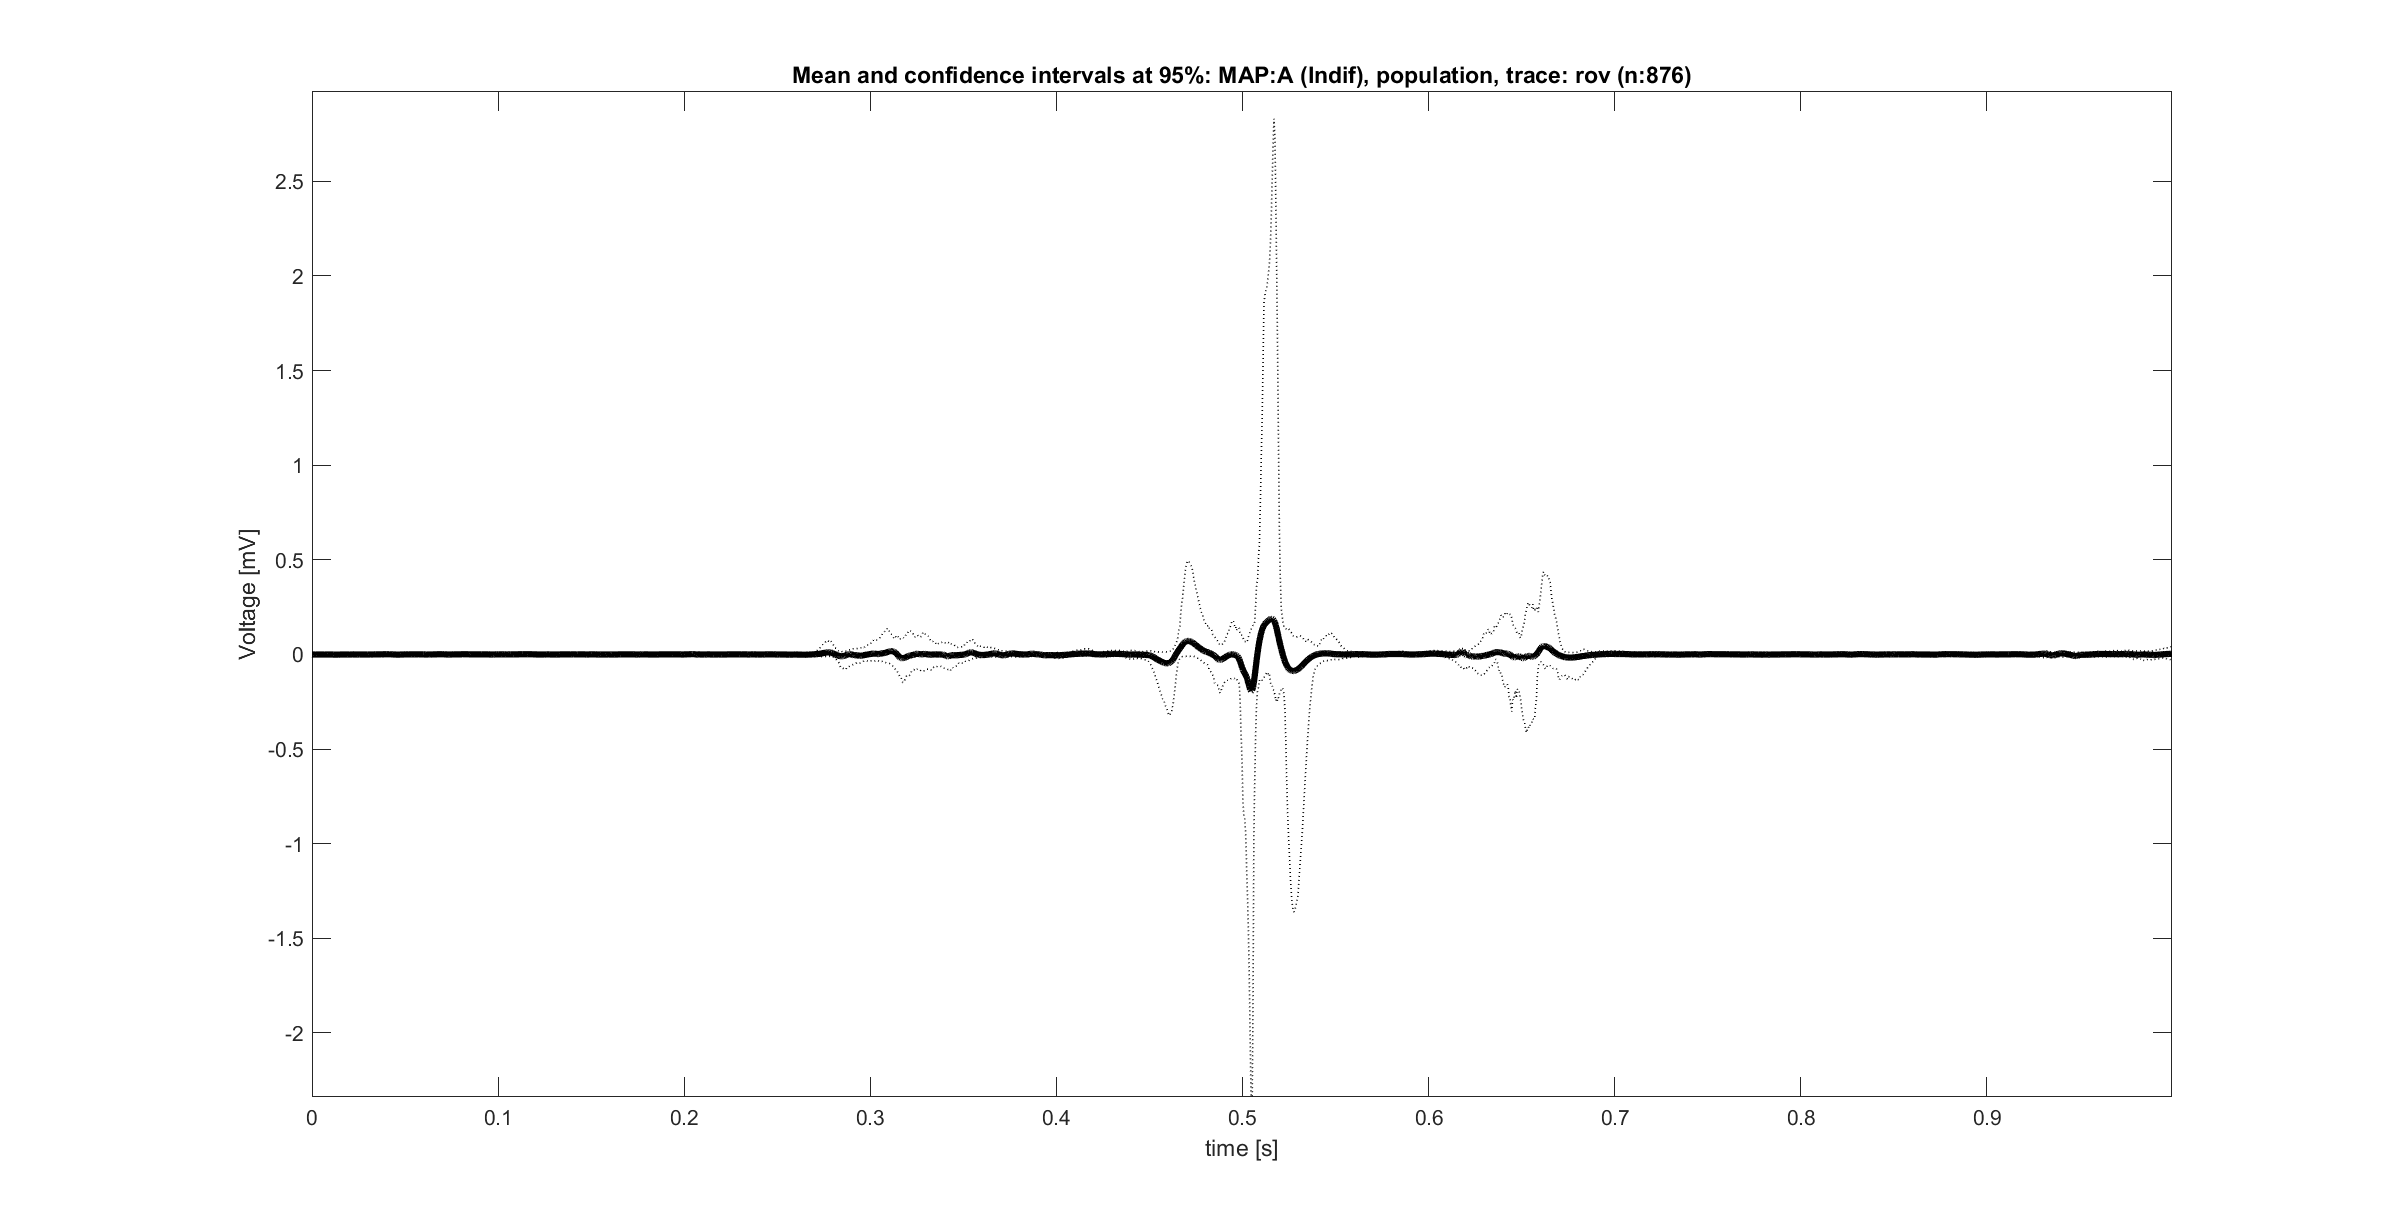 Mean and confidence intervals at 95%: MAP:A (Indif), population, trace: rov (n:876)
Voltage [mV]
2.5
2
1.5
1
0.5
0
-0.5
-1
-1.5
-2
0 0.1 0.2 0.3 0.4 0.5 0.6 0.7 0.8 0.9
time [s]